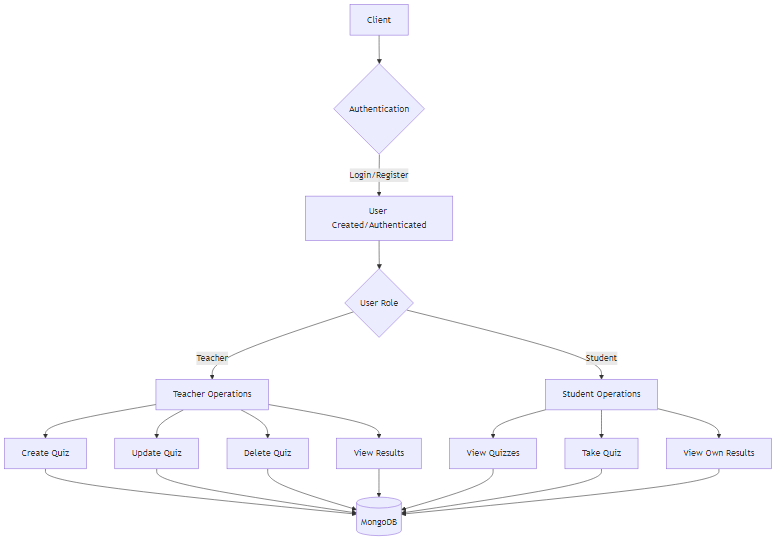 Client
Authentication
Login/Register
User
Created/Authenticated
User Role
Teacher
Student
Teacher Operations
Student Operations
Create Quiz
Update Quiz
Delete Quiz
View Results
View Quizzes
Take Quiz
View Own Results
MongoDB